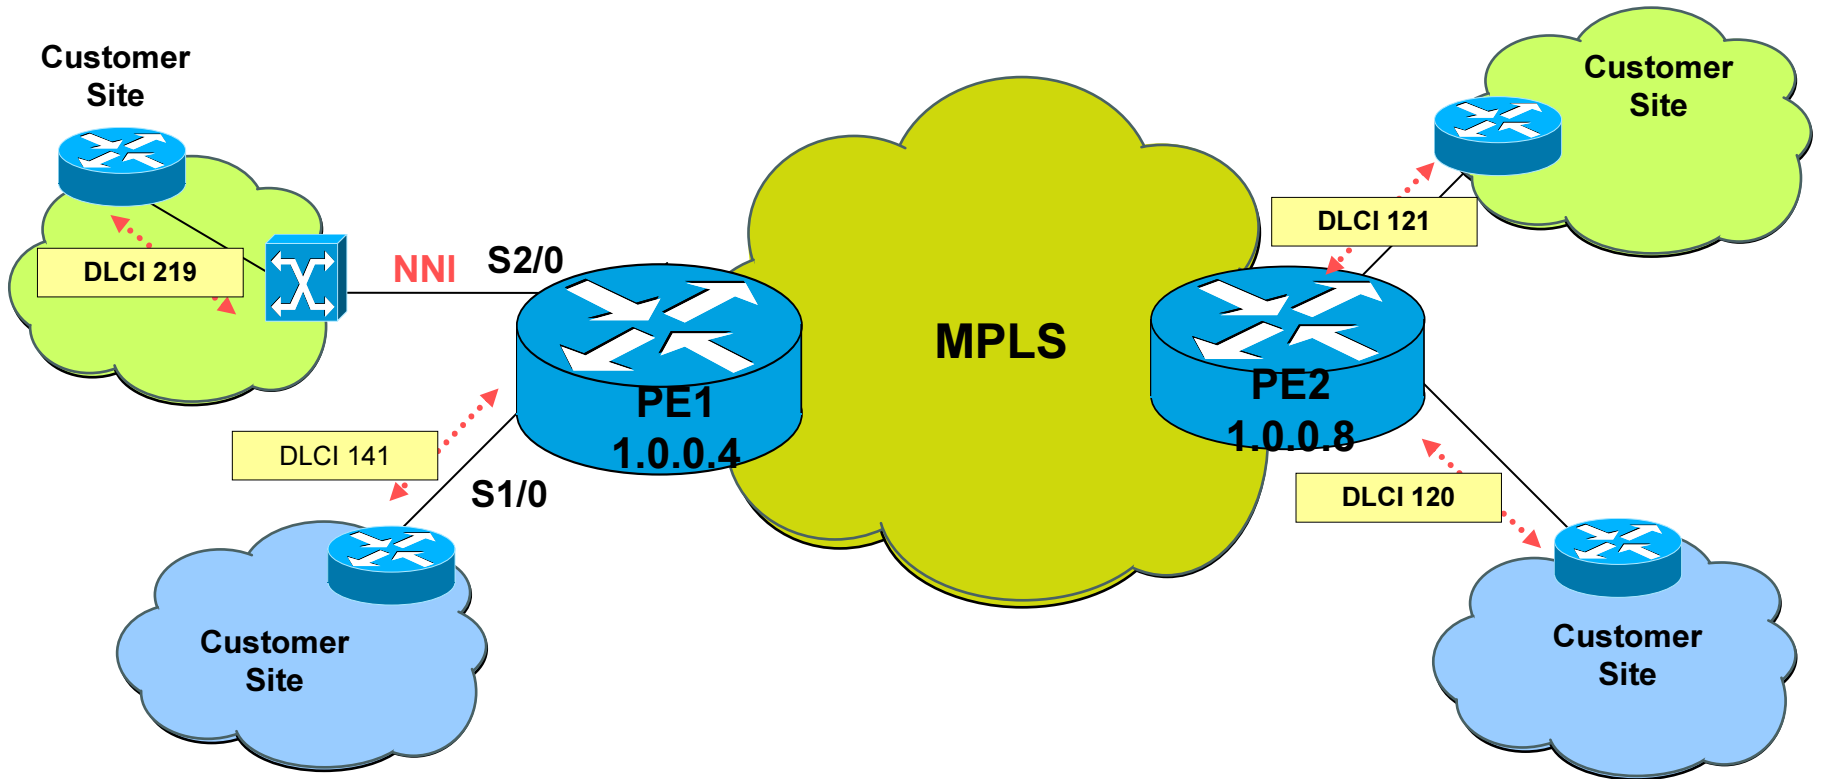 Customer
Site
Customer
Site
DLCI 121
NNI
S2/0
DLCI 219
MPLS
PE1
1.0.0.4
PE2
1.0.0.8
DLCI 141
S1/0
DLCI 120
Customer
Site
Customer
Site